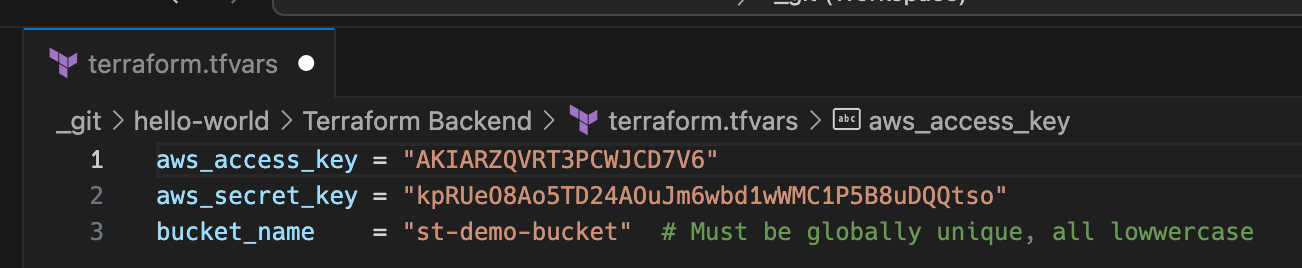 _git (Workspace)
terraform.tfvars
_git > hello-world > Terraform Backend > terraform.tfvars > abc aws_access_key
1 aws_access_key = "AKIARZQVRT3PCWJCD7V6"
2 aws_secret_key = "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"
3 bucket_name    = "st-demo-bucket"  # Must be globally unique, all lowwercase